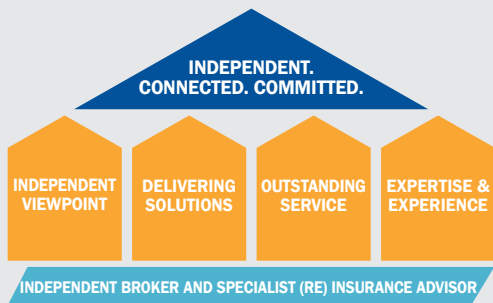 INDEPENDENT.
CONNECTED. COMMITTED.
INDEPENDENT
VIEWPOINT
DELIVERING
SOLUTIONS
OUTSTANDING
SERVICE
EXPERTISE &
EXPERIENCE
INDEPENDENT BROKER AND SPECIALIST (RE) INSURANCE ADVISOR